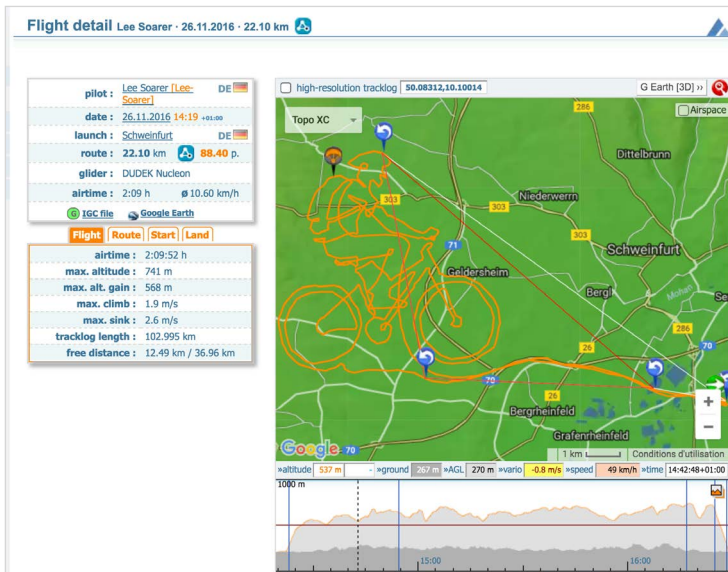 Flight detail Lee Soarer · 26.11.2016 · 22.10 km
pilot : Lee Soarer [Lee-Soarer] DE
date : 26.11.2016 14:19 +01:00
launch : Schweinfurt DE
route : 22.10 km 88.40 p.
glider : DUDEK Nucleon
airtime : 2:09 h ø 10.60 km/h
G IGC file Google Earth
Flight Route Start Land
airtime : 2:09:52 h
max. altitude : 741 m
max. alt. gain : 568 m
max. climb : 1.9 m/s
max. sink : 2.6 m/s
tracklog length : 102.995 km
free distance : 12.49 km / 36.96 km
high-resolution tracklog 50.08312,10.10014 G Earth [3D] ››
Topo XC
Airspace
286
Dittelbrunn
303
Niederwerrn
303
303
71
Schweinfurt
Geldersheim
Bergl
Se
286
70
26
70
26
Bergrheinfeld
Grafenrheinfeld
+
−
Google
70
1 km Conditions d'utilisation
»altitude 537 m - »ground 267 m »AGL 270 m »vario -0.8 m/s »speed 49 km/h »time 14:42:48+01:00
1000 m
15:00 16:00